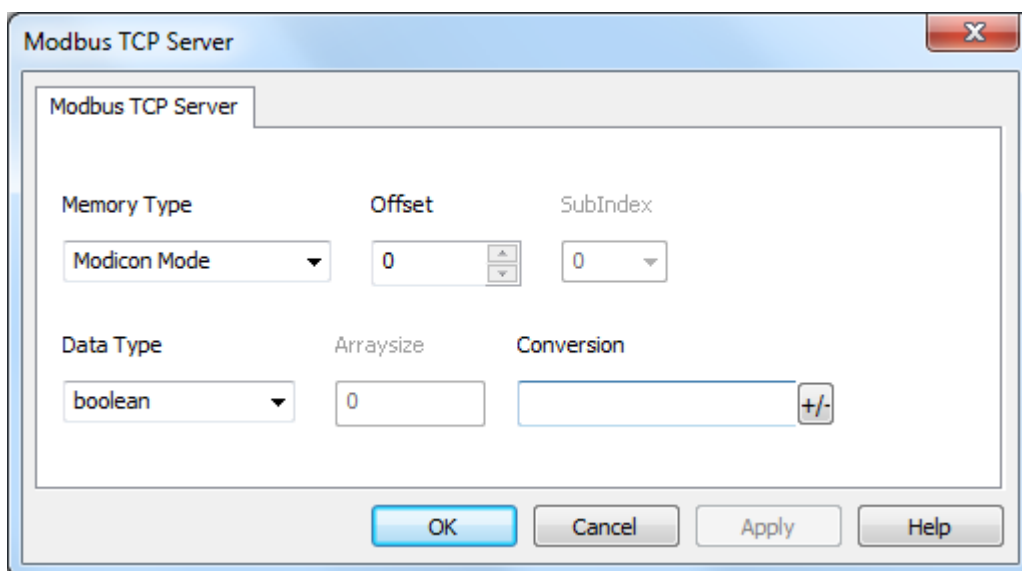 Modbus TCP Server
Modbus TCP Server
Memory Type Offset SubIndex
Modicon Mode 0 0
Data Type Arraysize Conversion
boolean 0 +/-
OK Cancel Apply Help